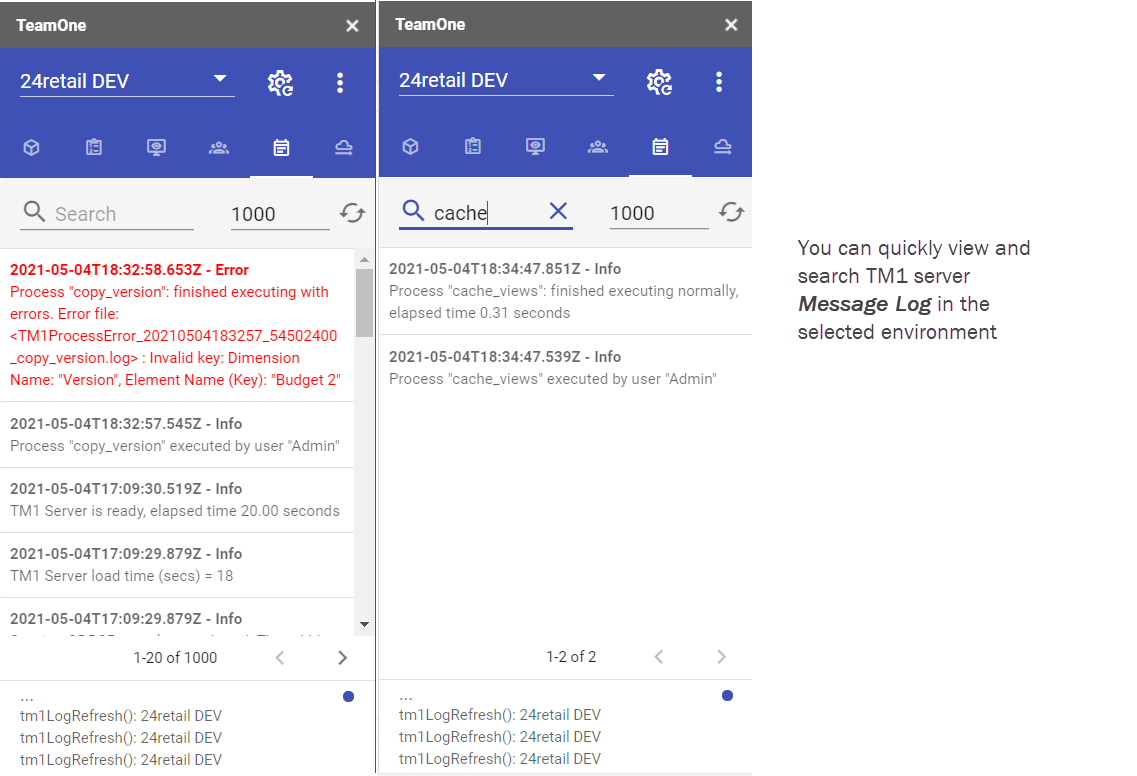 TeamOne
24retail DEV
Search
1000
2021-05-04T18:32:58.653Z - Error
Process "copy_version": finished executing with
errors. Error file:
<TM1ProcessError_20210504183257_54502400
_copy_version.log> : Invalid key: Dimension
Name: "Version", Element Name (Key): "Budget 2"
2021-05-04T18:32:57.545Z - Info
Process "copy_version" executed by user "Admin"
2021-05-04T17:09:30.519Z - Info
TM1 Server is ready, elapsed time 20.00 seconds
2021-05-04T17:09:29.879Z - Info
TM1 Server load time (secs) = 18
2021-05-04T17:09:29.879Z - Info
1-20 of 1000
...
tm1LogRefresh(): 24retail DEV
tm1LogRefresh(): 24retail DEV
tm1LogRefresh(): 24retail DEV
TeamOne
24retail DEV
cache
1000
2021-05-04T18:34:47.851Z - Info
Process "cache_views": finished executing normally,
elapsed time 0.31 seconds
2021-05-04T18:34:47.539Z - Info
Process "cache_views" executed by user "Admin"
1-2 of 2
...
tm1LogRefresh(): 24retail DEV
tm1LogRefresh(): 24retail DEV
tm1LogRefresh(): 24retail DEV
You can quickly view and
search TM1 server
Message Log in the
selected environment